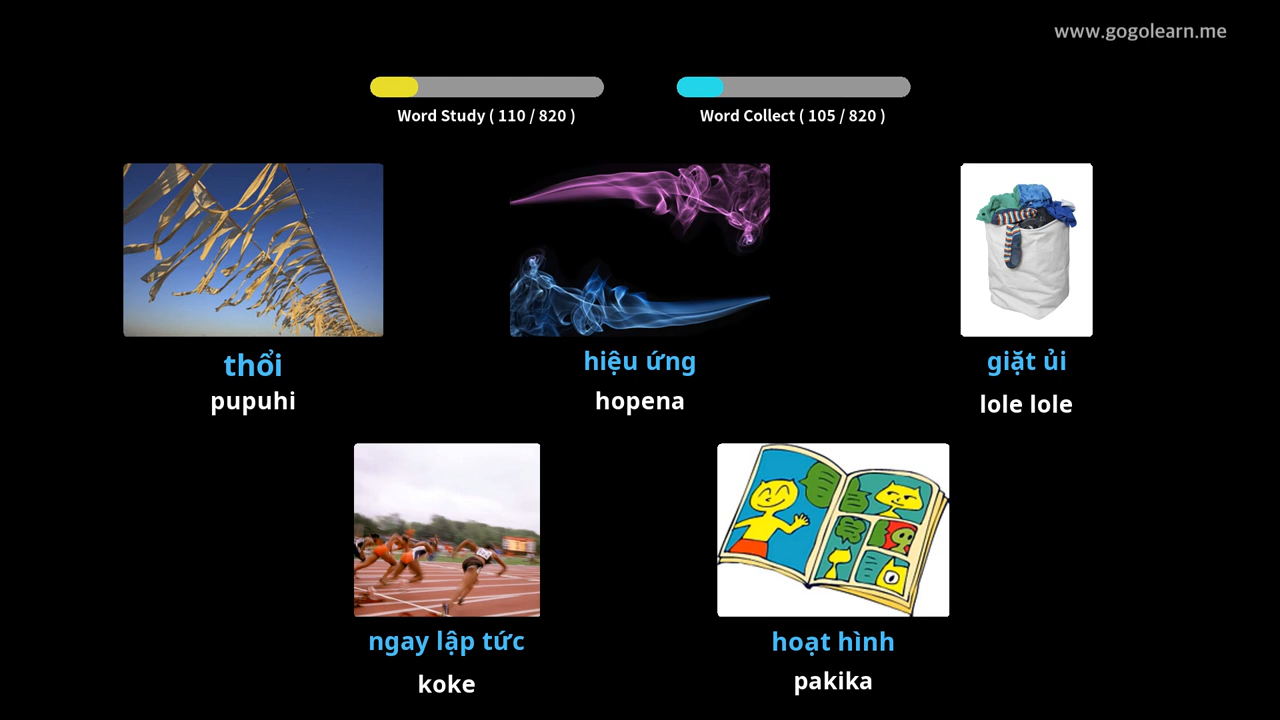 www.gogolearn.me
Word Study ( 110 / 820 )
Word Collect ( 105 / 820 )
thổi
pupuhi
hiệu ứng
hopena
giặt ủi
lole lole
ngay lập tức
koke
hoạt hình
pakika